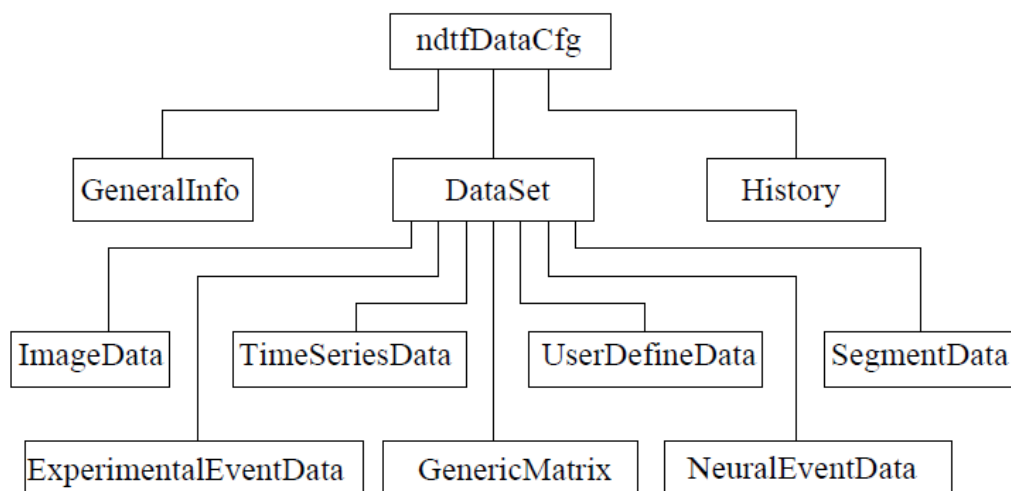 ndtfDataCfg
GeneralInfo
DataSet
History
ImageData
TimeSeriesData
UserDefineData
SegmentData
ExperimentalEventData
GenericMatrix
NeuralEventData